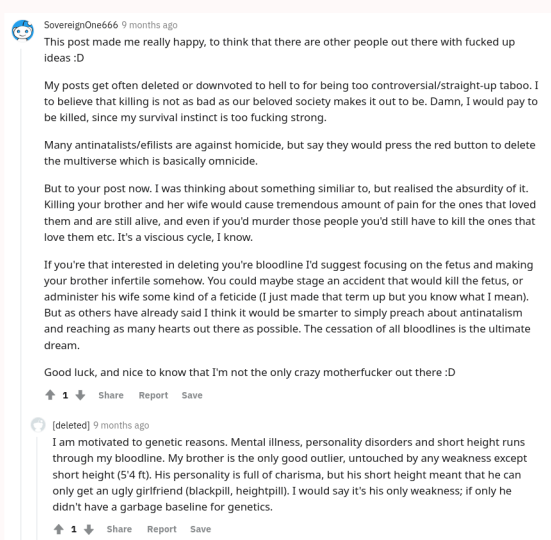 SovereignOne666 9 months ago
This post made me really happy, to think that there are other people out there with fucked up
ideas :D
My posts get often deleted or downvoted to hell to for being too controversial/straight-up taboo. I
to believe that killing is not as bad as our beloved society makes it out to be. Damn, I would pay to
be killed, since my survival instinct is too fucking strong.
Many antinatalists/efilists are against homicide, but say they would press the red button to delete
the multiverse which is basically omnicide.
But to your post now. I was thinking about something similiar to, but realised the absurdity of it.
Killing your brother and her wife would cause tremendous amount of pain for the ones that loved
them and are still alive, and even if you'd murder those people you'd still have to kill the ones that
love them etc. It's a viscious cycle, I know.
If you're that interested in deleting you're bloodline I'd suggest focusing on the fetus and making
your brother infertile somehow. You could maybe stage an accident that would kill the fetus, or
administer his wife some kind of a feticide (I just made that term up but you know what I mean).
But as others have already said I think it would be smarter to simply preach about antinatalism
and reaching as many hearts out there as possible. The cessation of all bloodlines is the ultimate
dream.
Good luck, and nice to know that I'm not the only crazy motherfucker out there :D
1 Share Report Save
[deleted] 9 months ago
I am motivated to genetic reasons. Mental illness, personality disorders and short height runs
through my bloodline. My brother is the only good outlier, untouched by any weakness except
short height (5'4 ft). His personality is full of charisma, but his short height meant that he can
only get an ugly girlfriend (blackpill, heightpill). I would say it's his only weakness; if only he
didn't have a garbage baseline for genetics.
1 Share Report Save